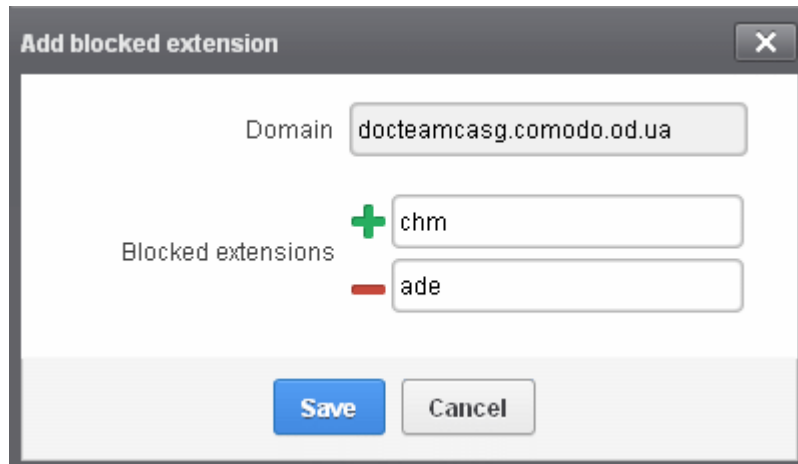 Add blocked extension
Domain docteamcasg.comodo.od.ua
chm
Blocked extensions
ade
Save Cancel